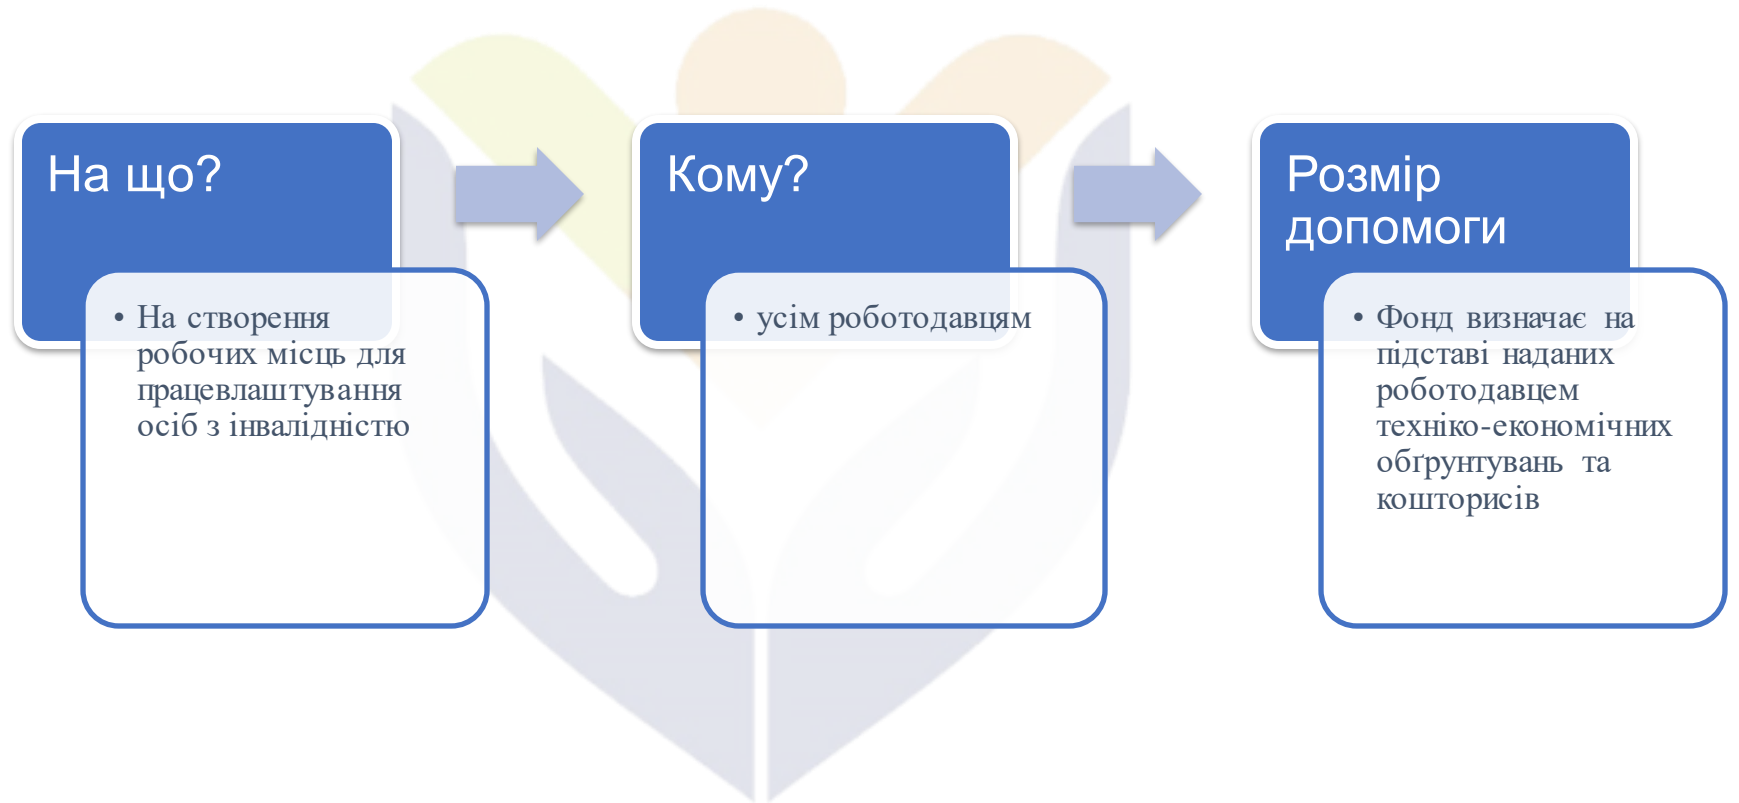 На що?
• На створення
робочих місць для
працевлаштування
осіб з інвалідністю
Кому?
• усім роботодавцям
Розмір
допомоги
• Фонд визначає на
підставі наданих
роботодавцем
техніко-економічних
обґрунтувань та
кошторисів